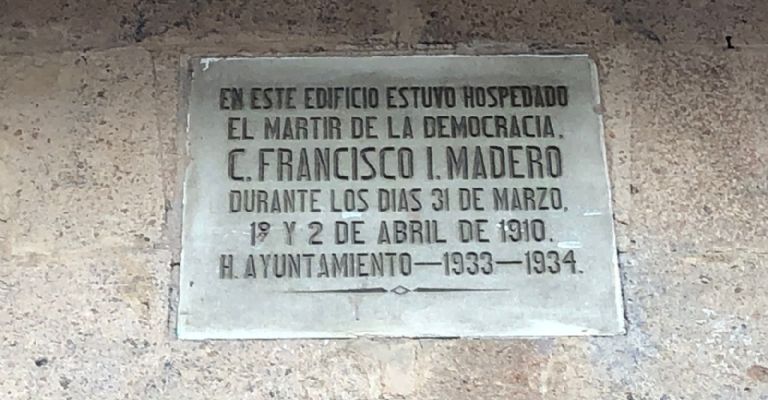 EN ESTE EDIFICIO ESTUVO HOSPEDADO
EL MARTIR DE LA DEMOCRACIA.
C. FRANCISCO I. MADERO
DURANTE LOS DIAS 31 DE MARZO,
1º Y 2 DE ABRIL DE 1910.
H. AYUNTAMIENTO—1933—1934.